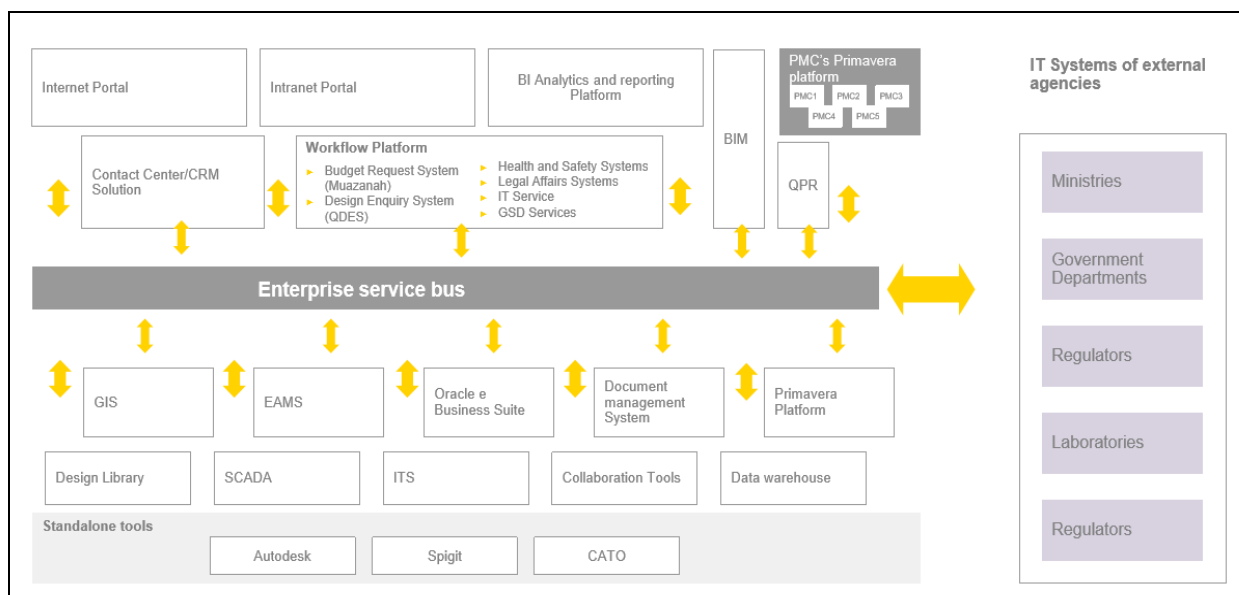 Internet Portal
Intranet Portal
BI Analytics and reporting
Platform
BIM
PMC's Primavera
platform
PMC1
PMC2
PMC3
PMC4
PMC5
Contact Center/CRM
Solution
Workflow Platform
► Budget Request System
(Muazanah)
► Design Enquiry System
(QDES)
► Health and Safety Systems
► Legal Affairs Systems
► IT Service
► GSD Services
QPR
Enterprise service bus
GIS
EAMS
Oracle e
Business Suite
Document
management
System
Primavera
Platform
Design Library
SCADA
ITS
Collaboration Tools
Data warehouse
Standalone tools
Autodesk
Spigit
CATO
IT Systems of external
agencies
Ministries
Government
Departments
Regulators
Laboratories
Regulators